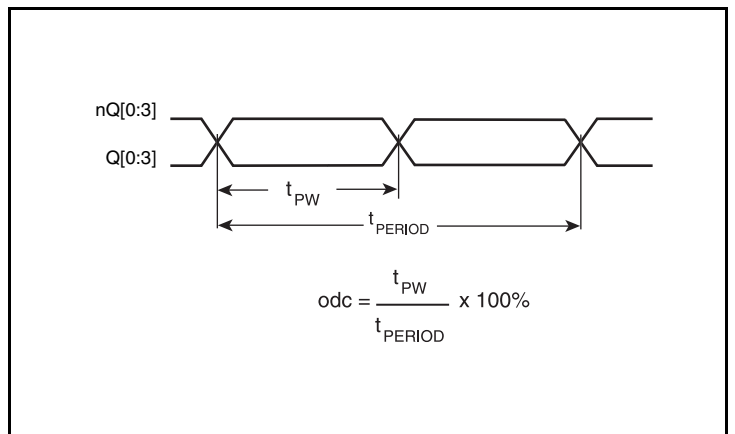 nQ[0:3]
Q[0:3]
tPW
tPERIOD
odc = tPW / tPERIOD x 100%